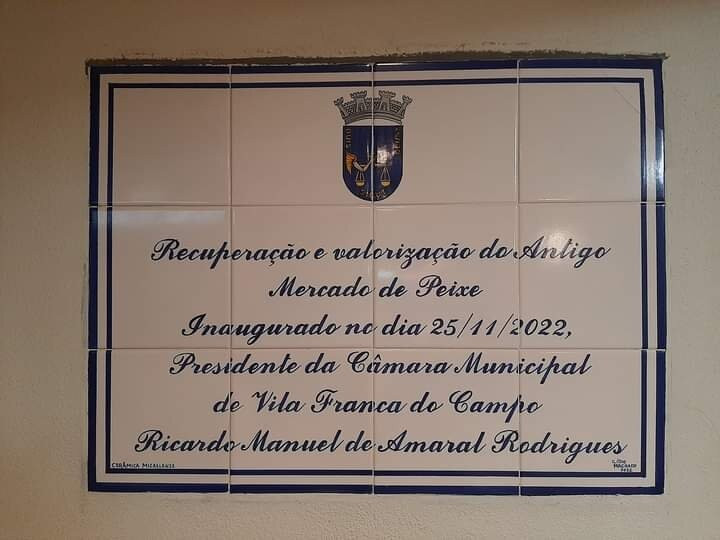 Recuperação e valorização do Antigo
Mercado de Peixe
Inaugurado no dia 25/11/2022,
Presidente da Câmara Municipal
de Vila Franca do Campo
Ricardo Manuel de Amaral Rodrigues
CERÂMICA MICAELENSE
MACHADO
2022